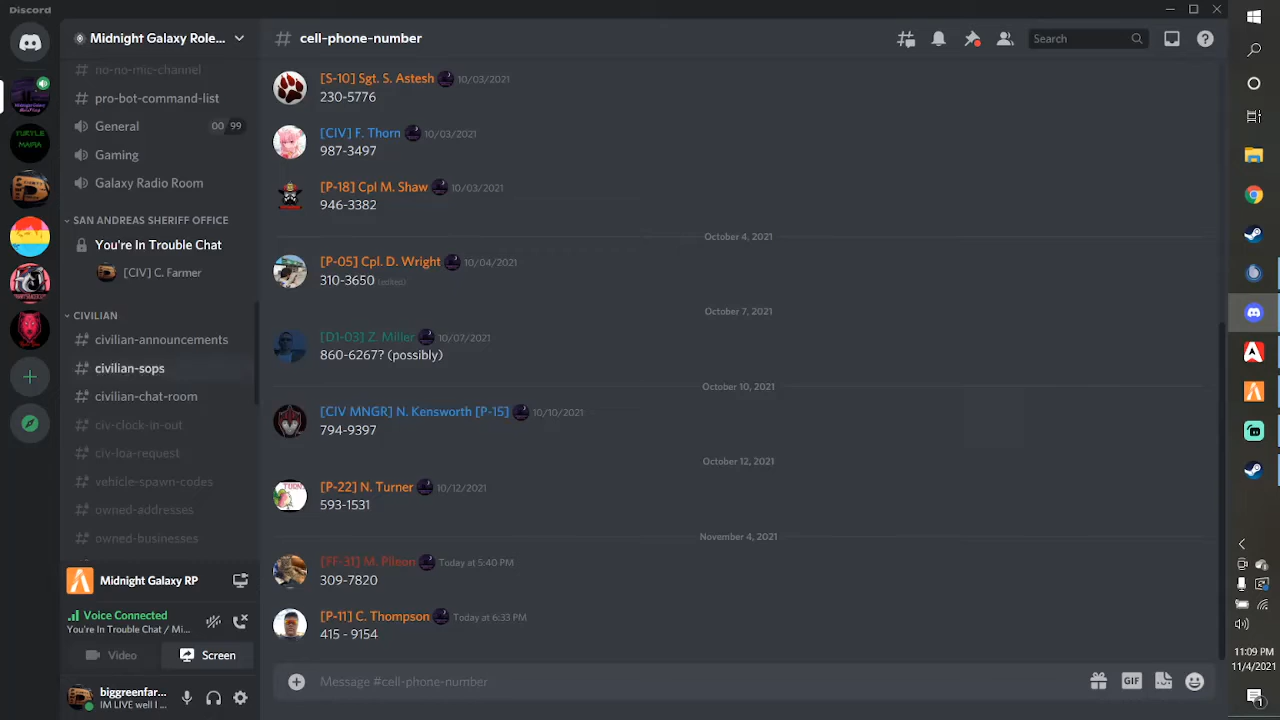 Discord
Midnight Galaxy Role...
# cell-phone-number
Search
no-no-mic-channel
pro-bot-command-list
General 00 99
Gaming
Galaxy Radio Room
SAN ANDREAS SHERIFF OFFICE
You're In Trouble Chat
[CIV] C. Farmer
CIVILIAN
civilian-announcements
civilian-sops
civilian-chat-room
civ-clock-in-out
civ-loa-request
vehicle-spawn-codes
owned-addresses
owned-businesses
Midnight Galaxy RP
Voice Connected
You're In Trouble Chat / Mi...
Video Screen
biggreenfar...
IM LIVE well I ...
[S-10] Sgt. S. Astesh 10/03/2021
230-5776
[CIV] F. Thorn 10/03/2021
987-3497
[P-18] Cpl M. Shaw 10/03/2021
946-3382
October 4, 2021
[P-05] Cpl. D. Wright 10/04/2021
310-3650 (edited)
October 7, 2021
[D1-03] Z. Miller 10/07/2021
860-6267? (possibly)
October 10, 2021
[CIV MNGR] N. Kensworth [P-15] 10/10/2021
794-9397
October 12, 2021
[P-22] N. Turner 10/12/2021
593-1531
November 4, 2021
[FF-31] M. Today at 5:40 PM
309-7820
[P-11] C. Thompson Today at 6:33 PM
415 - 9154
Message #cell-phone-number
GIF
11:09 PM
11/4/2021